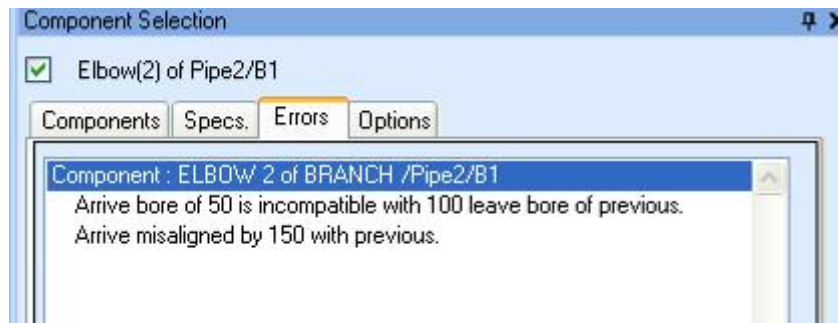 Component Selection
Elbow(2) of Pipe2/B1
Components Specs. Errors Options
Component : ELBOW 2 of BRANCH /Pipe2/B1
Arrive bore of 50 is incompatible with 100 leave bore of previous.
Arrive misaligned by 150 with previous.